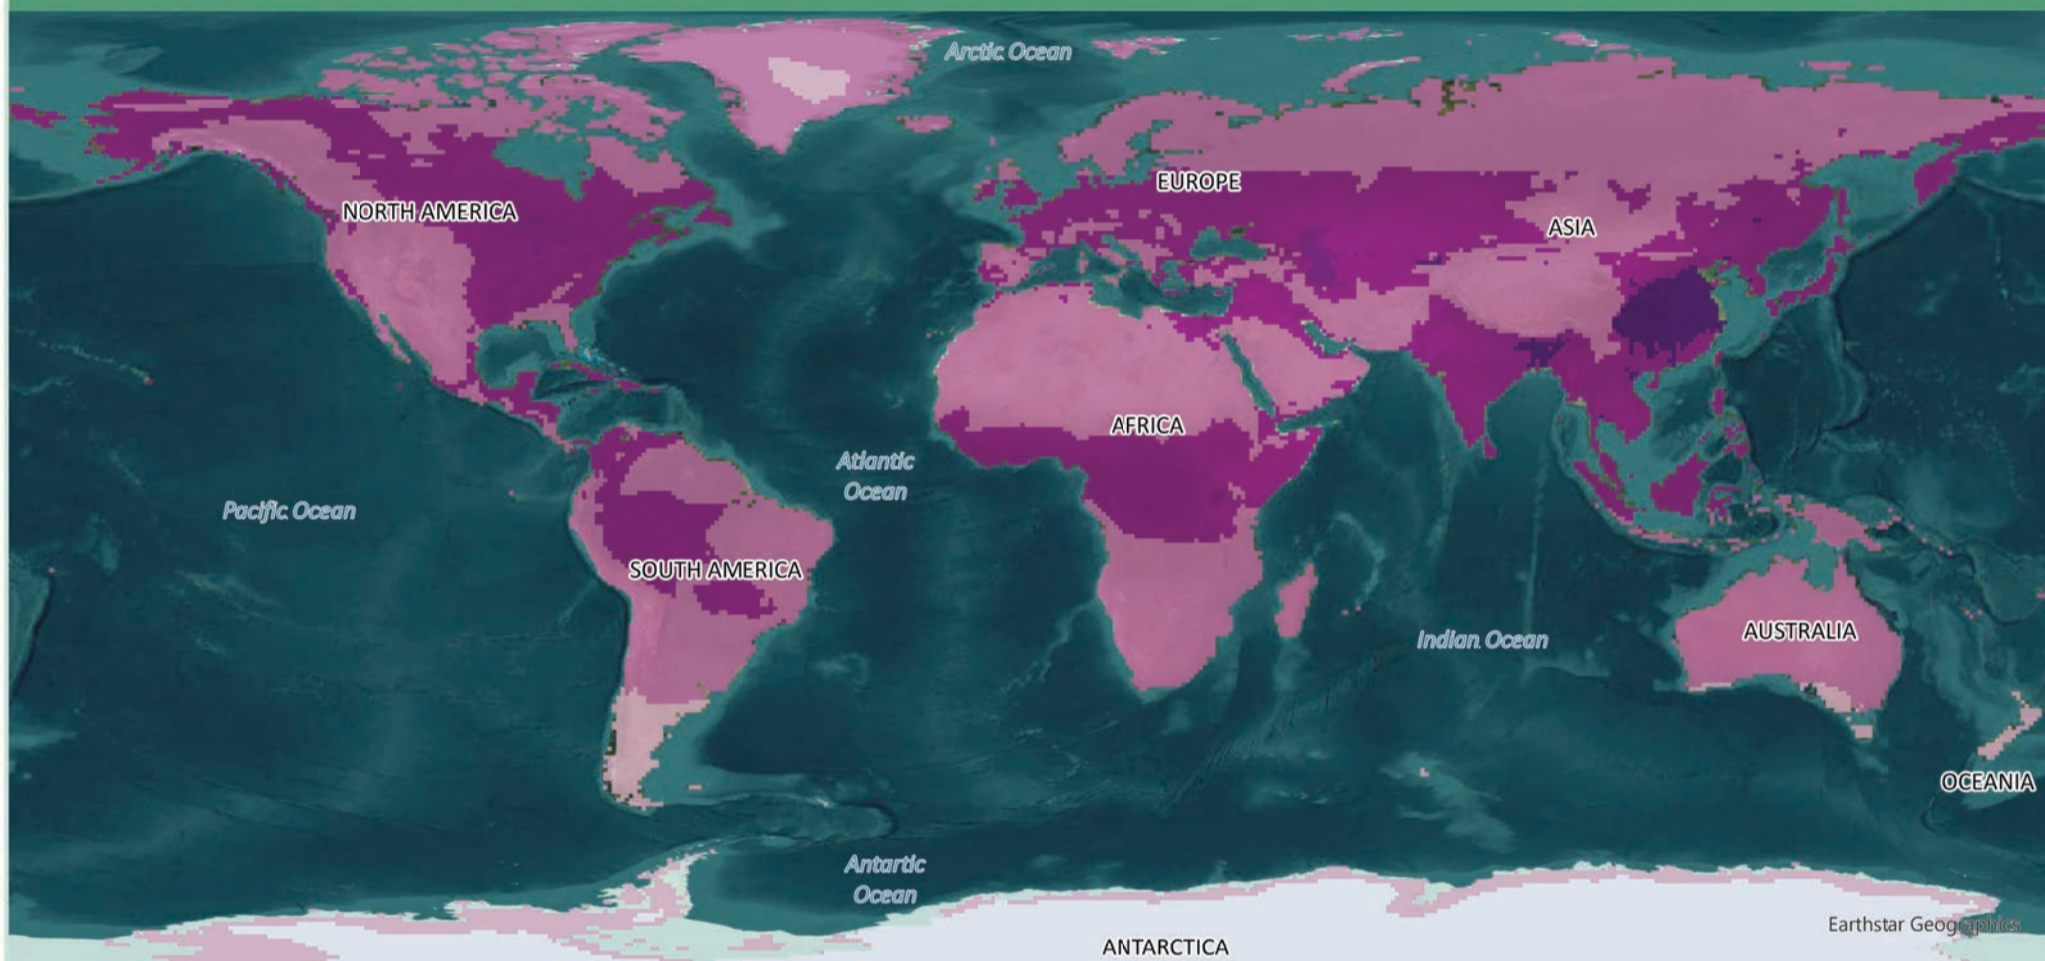 Arctic Ocean
EUROPE
NORTH AMERICA
ASIA
AFRICA
Atlantic
Ocean
Pacific Ocean
SOUTH AMERICA
AUSTRALIA
Indian Ocean
OCEANIA
Antartic
Ocean
Earthstar Geographics
ANTARCTICA